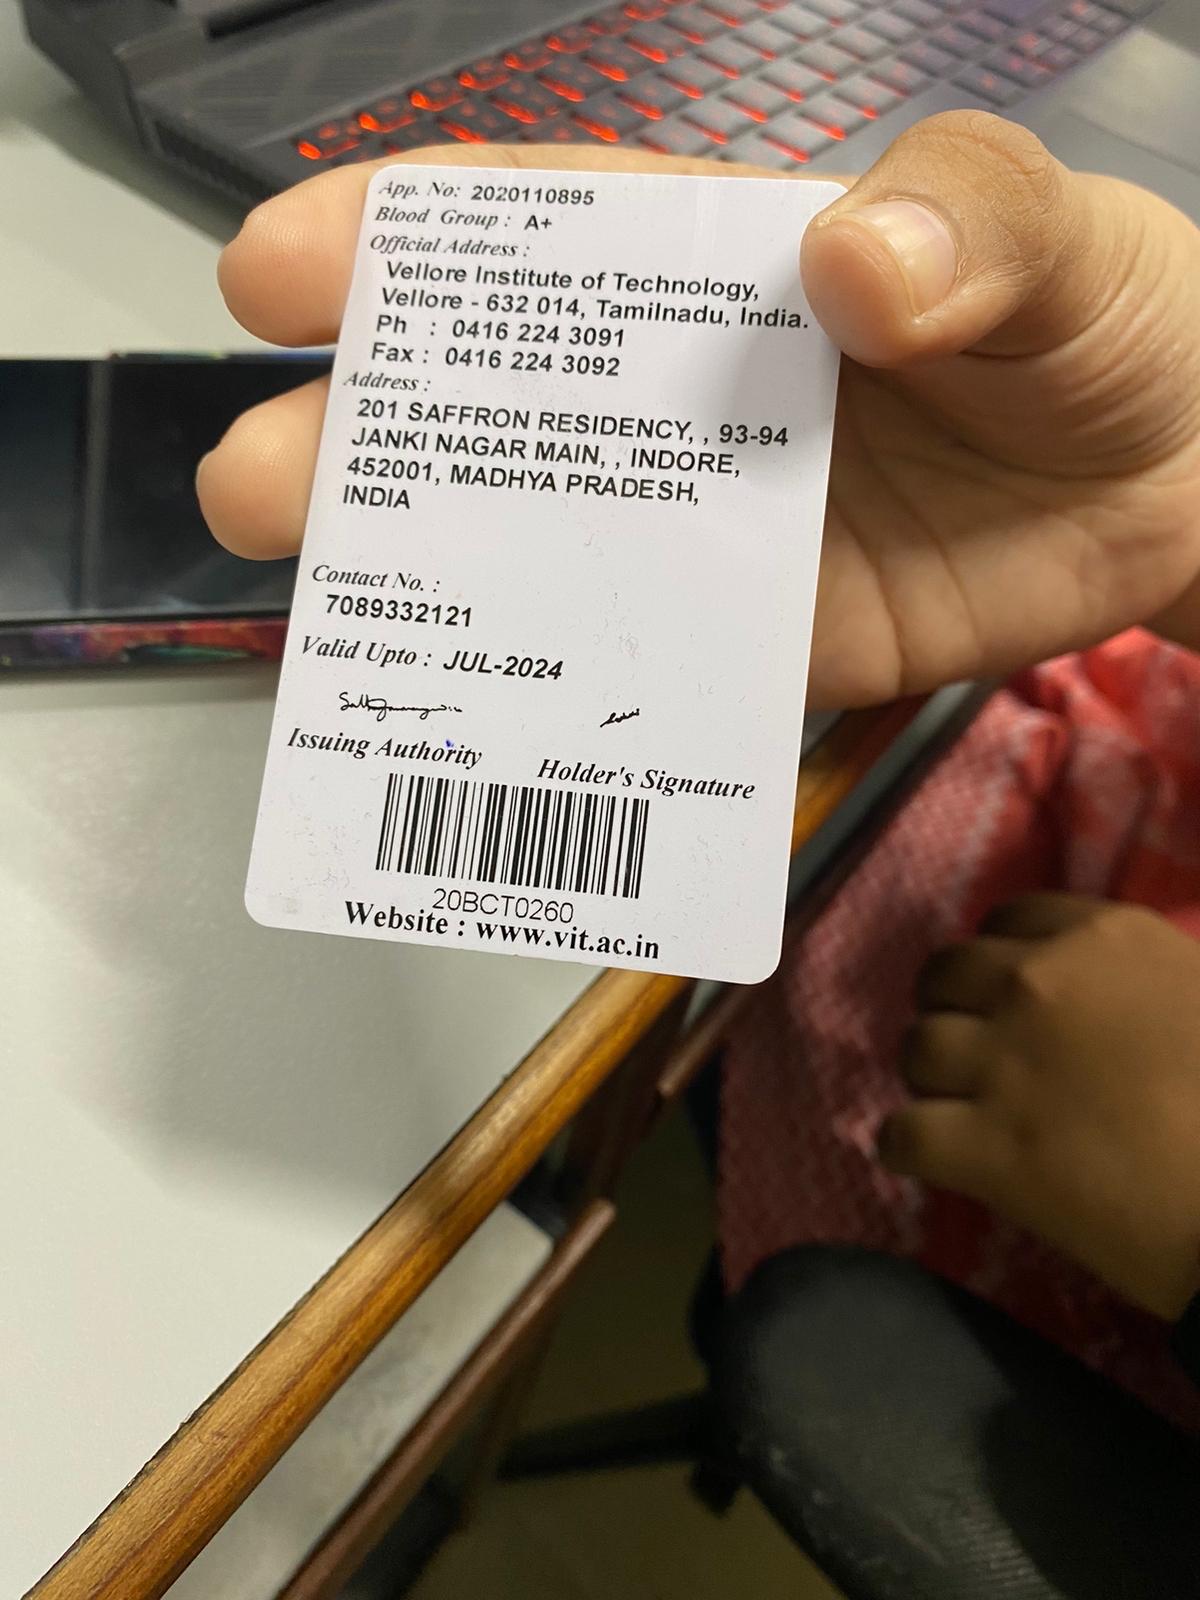 App. No: 2020110895
Blood Group : A+
Official Address :
Vellore Institute of Technology,
Vellore - 632 014, Tamilnadu, India.
Ph : 0416 224 3091
Fax : 0416 224 3092
Address :
201 SAFFRON RESIDENCY, , 93-94
JANKI NAGAR MAIN, , INDORE,
452001, MADHYA PRADESH,
INDIA
Contact No. :
7089332121
Valid Upto : JUL-2024
Issuing Authority Holder's Signature
20BCT0260
Website : www.vit.ac.in